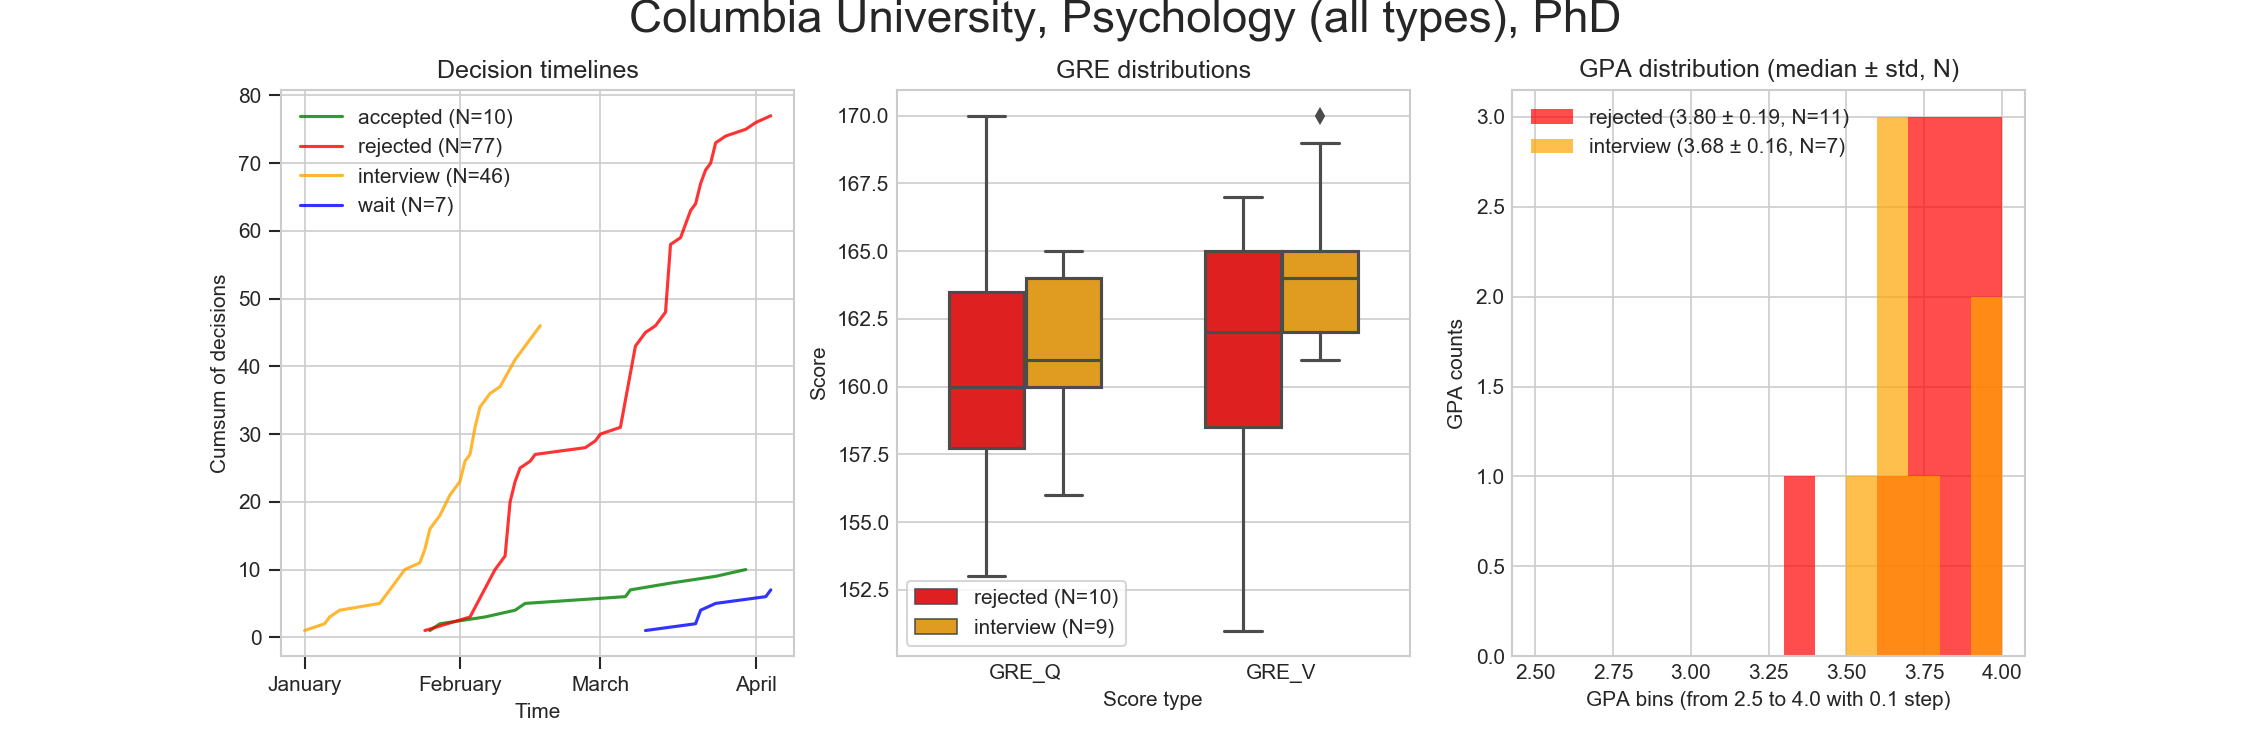 Columbia University, Psychology (all types), PhD
Decision timelines
accepted (N=10)
rejected (N=77)
interview (N=46)
wait (N=7)
80
70
60
50
40
30
20
10
0
Cumsum of decisions
January February March April
Time
GRE distributions
170.0
167.5
165.0
162.5
160.0
157.5
155.0
152.5
Score
rejected (N=10)
interview (N=9)
GRE_Q GRE_V
Score type
GPA distribution (median ± std, N)
rejected (3.80 ± 0.19, N=11)
interview (3.68 ± 0.16, N=7)
3.0
2.5
2.0
1.5
1.0
0.5
0.0
GPA counts
2.50 2.75 3.00 3.25 3.50 3.75 4.00
GPA bins (from 2.5 to 4.0 with 0.1 step)